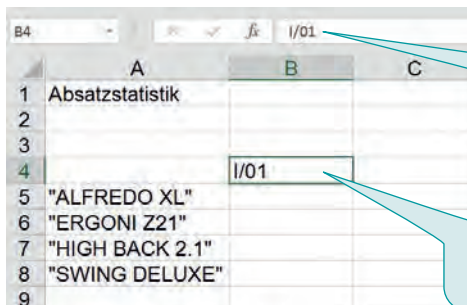 B4 fx I/01
A B C
1 Absatzstatistik
2
3
4 I/01
5 "ALFREDO XL"
6 "ERGONI Z21"
7 "HIGH BACK 2.1"
8 "SWING DELUXE"
9